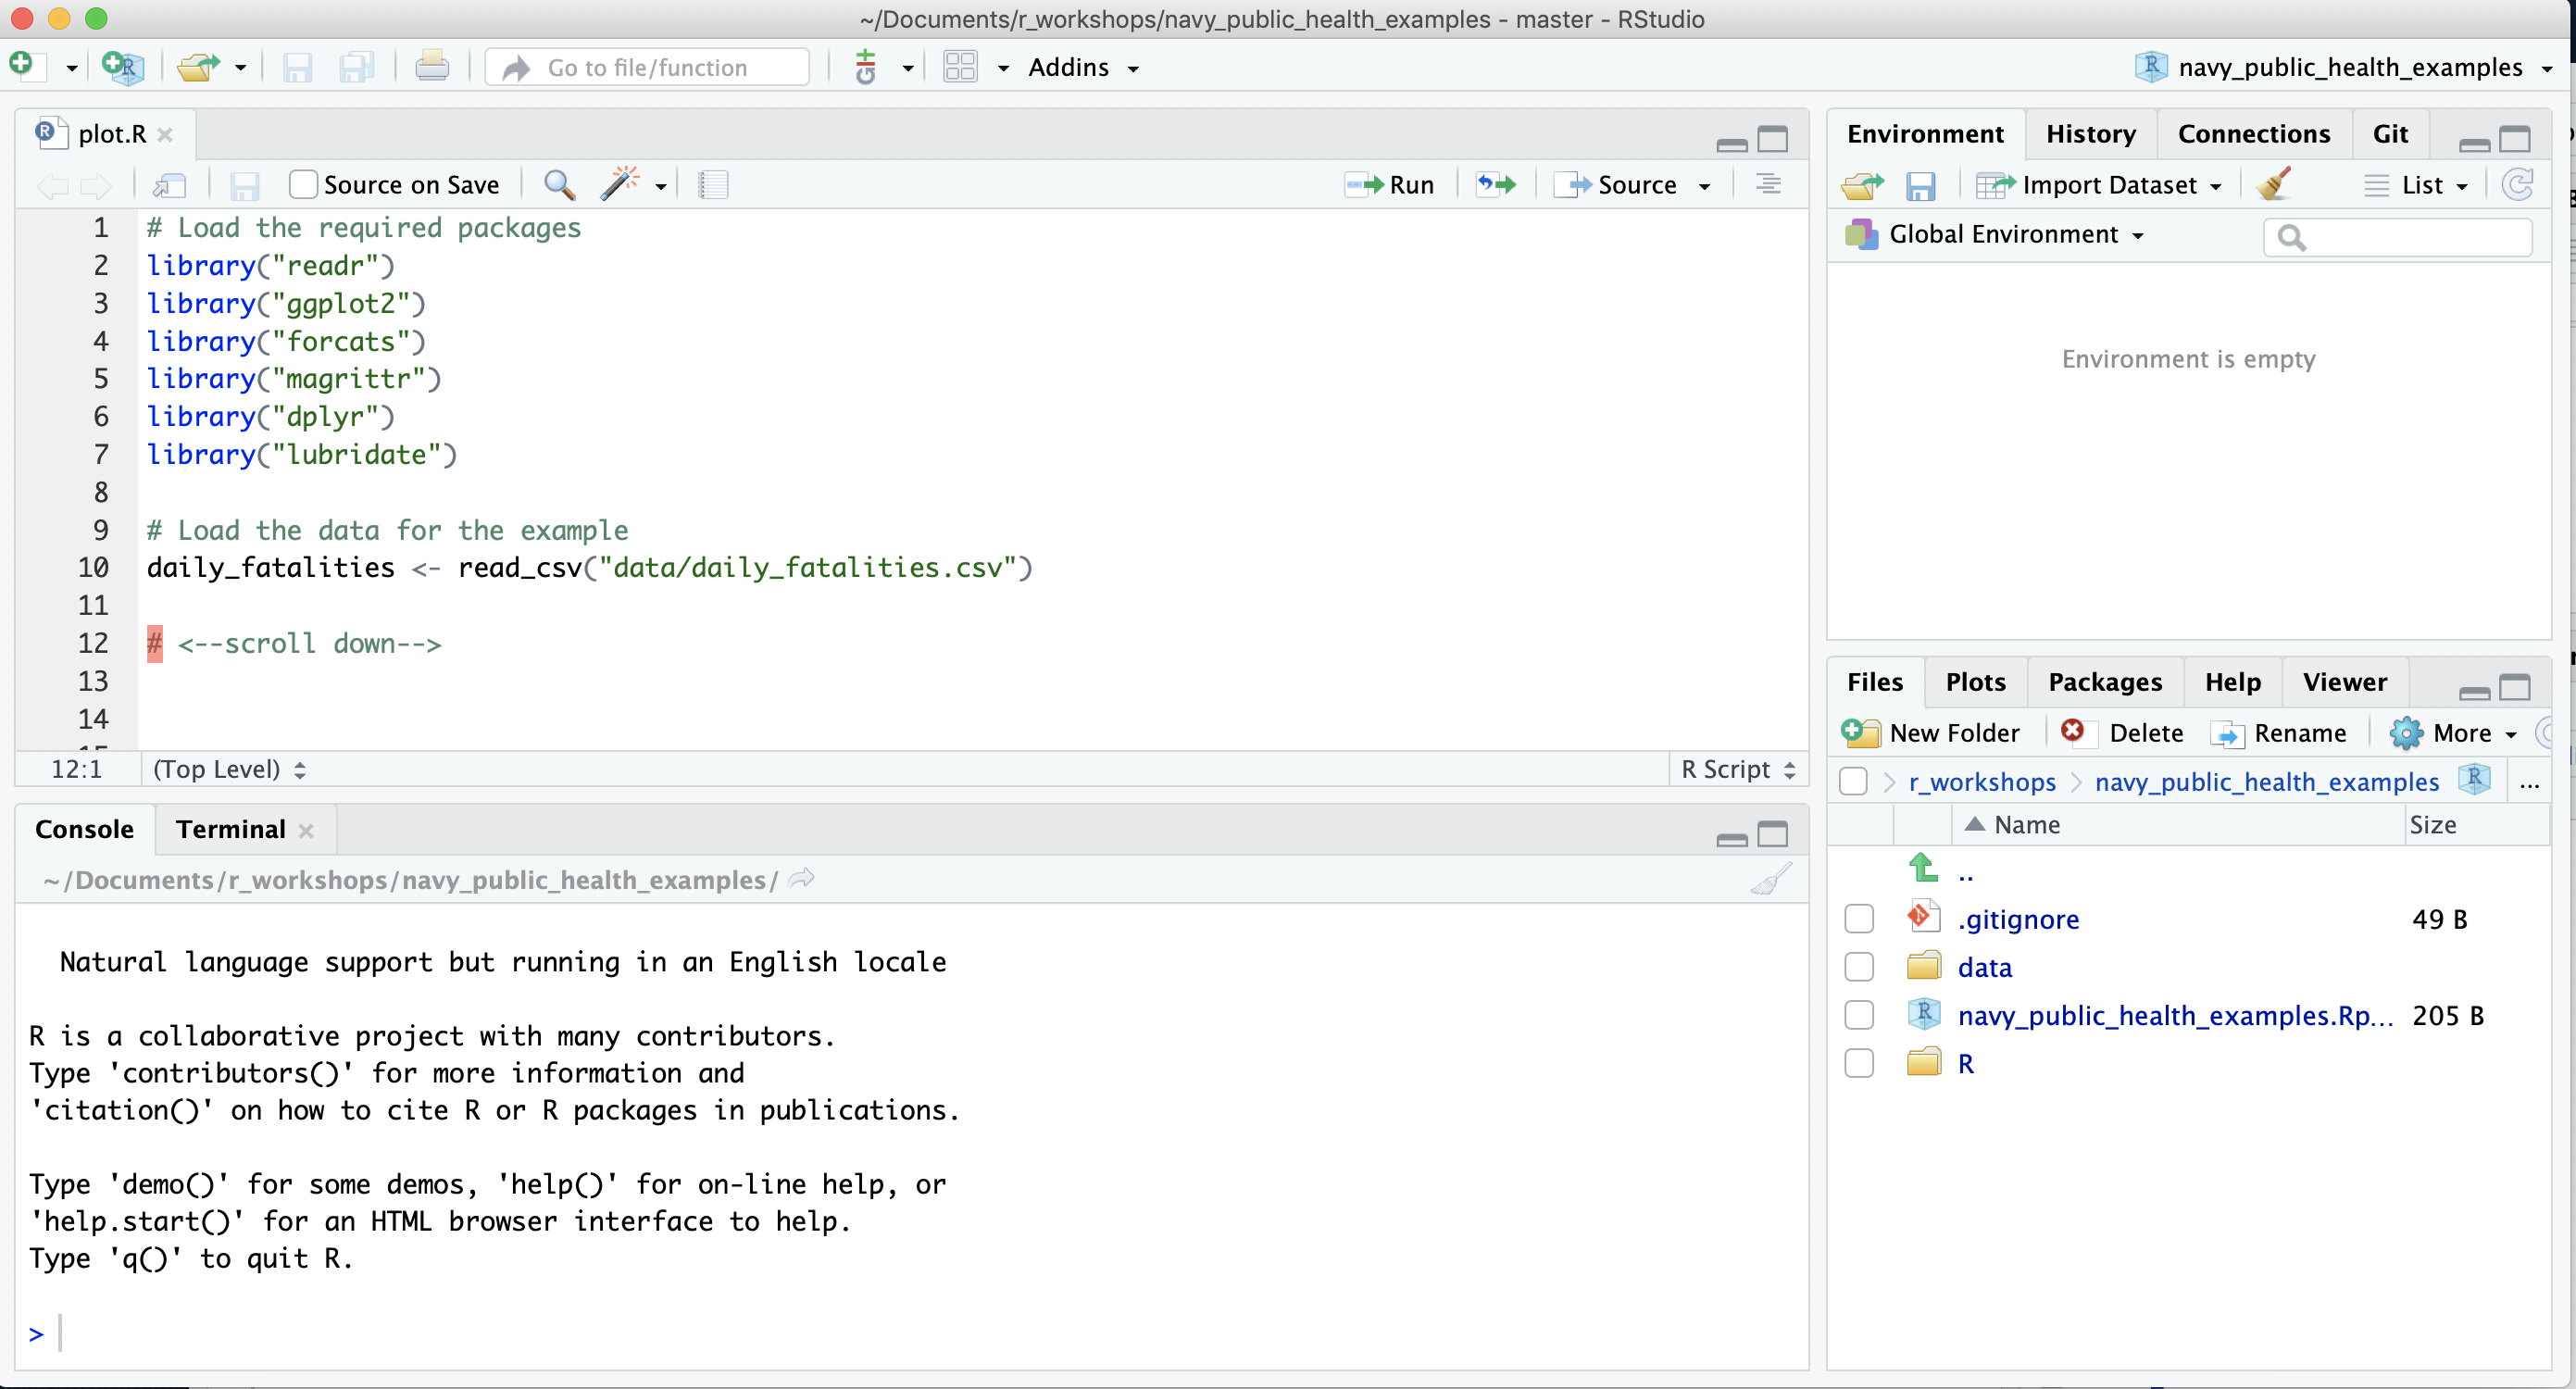 ~/Documents/r_workshops/navy_public_health_examples - master - RStudio
Go to file/function
Addins
navy_public_health_examples
plot.R
Source on Save
Run
Source
1 # Load the required packages
2 library("readr")
3 library("ggplot2")
4 library("forcats")
5 library("magrittr")
6 library("dplyr")
7 library("lubridate")
8
9 # Load the data for the example
10 daily_fatalities <- read_csv("data/daily_fatalities.csv")
11
12 # <--scroll down-->
13
14
12:1 (Top Level) R Script
Console Terminal
~/Documents/r_workshops/navy_public_health_examples/
Natural language support but running in an English locale
R is a collaborative project with many contributors.
Type 'contributors()' for more information and
'citation()' on how to cite R or R packages in publications.
Type 'demo()' for some demos, 'help()' for on-line help, or
'help.start()' for an HTML browser interface to help.
Type 'q()' to quit R.
>
Environment History Connections Git
Import Dataset List
Global Environment
Environment is empty
Files Plots Packages Help Viewer
New Folder Delete Rename More
r_workshops navy_public_health_examples ...
Name Size
..
.gitignore 49 B
data
navy_public_health_examples.Rp... 205 B
R